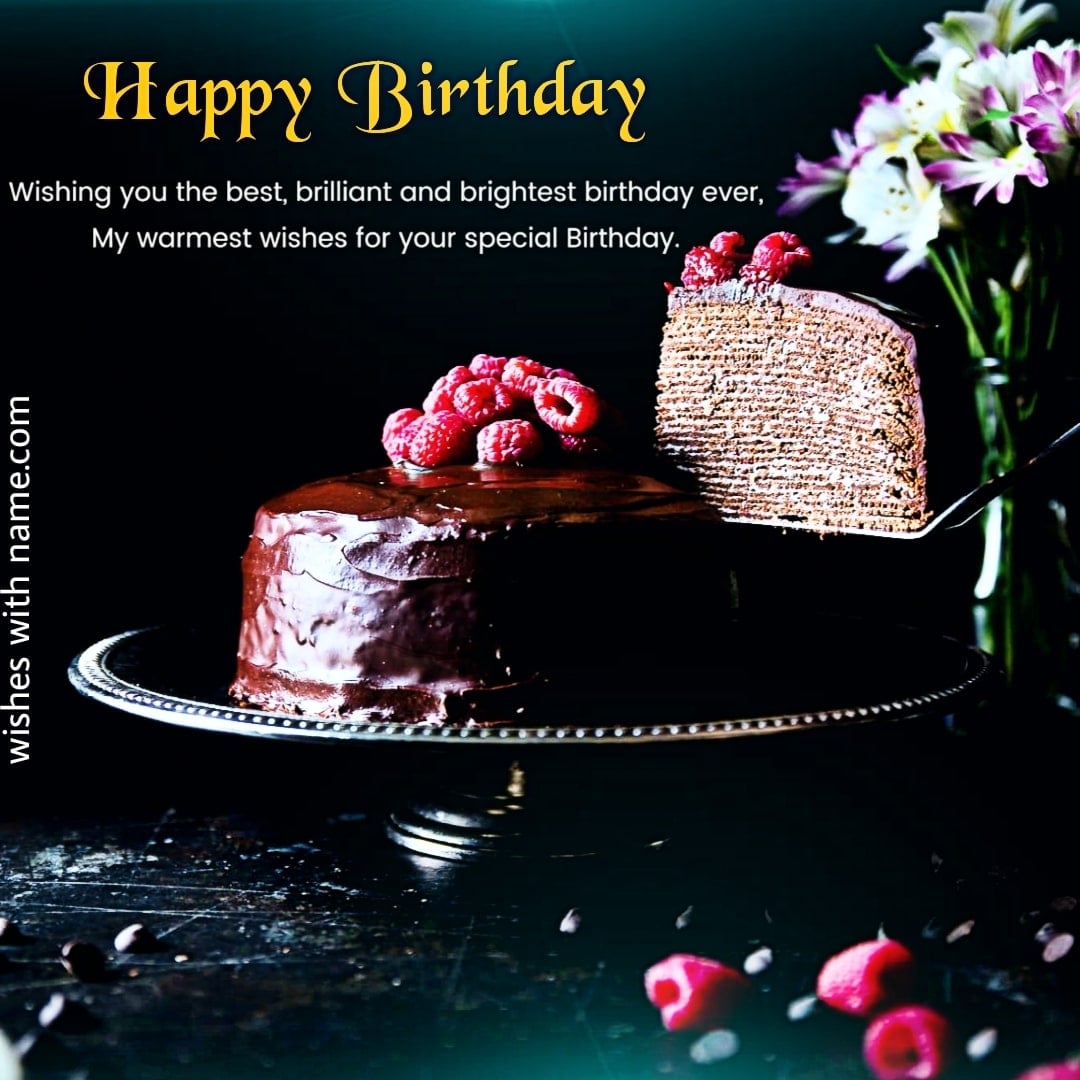 Happy Birthday
Wishing you the best, brilliant and brightest birthday ever,
My warmest wishes for your special Birthday.
wishes with name.com